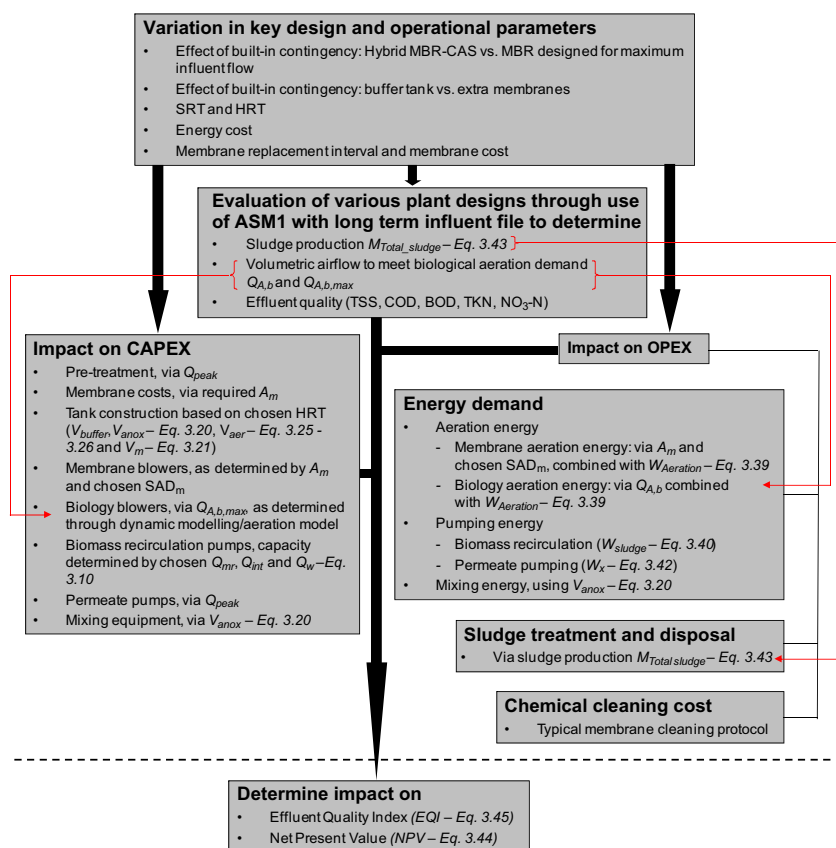 Variation in key design and operational parameters
• Effect of built-in contingency: Hybrid MBR-CAS vs. MBR designed for maximum
influent flow
• Effect of built-in contingency: buffer tank vs. extra membranes
• SRT and HRT
• Energy cost
• Membrane replacement interval and membrane cost
Evaluation of various plant designs through use
of ASM1 with long term influent file to determine
• Sludge production M_Total_sludge – Eq. 3.43
• Volumetric airflow to meet biological aeration demand
Q_A,b and Q_A,b,max
• Effluent quality (TSS, COD, BOD, TKN, NO3-N)
Impact on CAPEX
• Pre-treatment, via Q_peak
• Membrane costs, via required A_m
• Tank construction based on chosen HRT
(V_buffer, V_anox – Eq. 3.20, V_aer – Eq. 3.25 -
3.26 and V_m – Eq. 3.21)
• Membrane blowers, as determined by A_m
and chosen SAD_m
• Biology blowers, via Q_A,b,max, as determined
through dynamic modelling/aeration model
• Biomass recirculation pumps, capacity
determined by chosen Q_mr, Q_int and Q_w –Eq.
3.10
• Permeate pumps, via Q_peak
• Mixing equipment, via V_anox – Eq. 3.20
Impact on OPEX
Energy demand
• Aeration energy
- Membrane aeration energy: via A_m and
chosen SAD_m, combined with W_Aeration – Eq. 3.39
- Biology aeration energy: via Q_A,b combined
with W_Aeration – Eq. 3.39
• Pumping energy
- Biomass recirculation (W_sludge – Eq. 3.40)
- Permeate pumping (W_x – Eq. 3.42)
• Mixing energy, using V_anox – Eq. 3.20
Sludge treatment and disposal
• Via sludge production M_Total sludge – Eq. 3.43
Chemical cleaning cost
• Typical membrane cleaning protocol
Determine impact on
• Effluent Quality Index (EQI – Eq. 3.45)
• Net Present Value (NPV – Eq. 3.44)